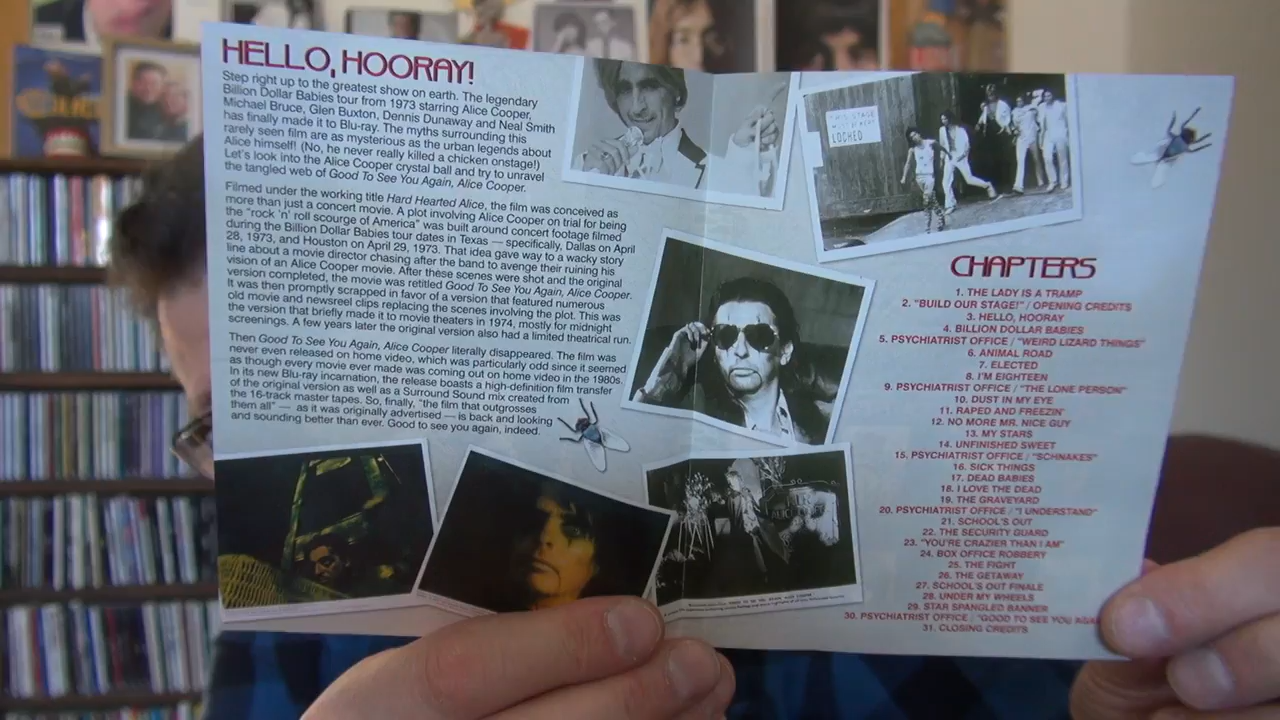 HELLO, HOORAY!
Step right up to the greatest show on earth. The legendary
Billion Dollar Babies tour from 1973 starring Alice Cooper,
Michael Bruce, Glen Buxton, Dennis Dunaway and Neal Smith
has finally made it to Blu-ray. The myths surrounding this
rarely seen film are as mysterious as the urban legends about
Alice himself! (No, he never really killed a chicken onstage!)
Let's look into the Alice Cooper crystal ball and try to unravel
the tangled web of Good To See You Again, Alice Cooper.
Filmed under the working title Hard Hearted Alice, the film was conceived as
more than just a concert movie. A plot involving Alice Cooper on trial for being
the "rock 'n' roll scourge of America" was built around concert footage filmed
during the Billion Dollar Babies tour dates in Texas — specifically, Dallas on April
28, 1973, and Houston on April 29, 1973. That idea gave way to a wacky story
line about a movie director chasing after the band to avenge their ruining his
vision of an Alice Cooper movie. After these scenes were shot and the original
version completed, the movie was retitled Good To See You Again, Alice Cooper.
It was then promptly scrapped in favor of a version that featured numerous
old movie and newsreel clips replacing the scenes involving the plot. This was
the version that briefly made it to movie theaters in 1974, mostly for midnight
screenings. A few years later the original version also had a limited theatrical run.
Then Good To See You Again, Alice Cooper literally disappeared. The film was
never even released on home video, which was particularly odd since it seemed
as though every movie ever made was coming out on home video in the 1980s.
In its new Blu-ray incarnation, the release boasts a high-definition film transfer
of the original version as well as a Surround Sound mix created from
the 16-track master tapes. So, finally, "the film that outgrosses
them all" — as it was originally advertised — is back and looking
and sounding better than ever. Good to see you again, indeed.
THIS STAGE
MUST BE KEPT
LOCKED
CHAPTERS
1. THE LADY IS A TRAMP
2. "BUILD OUR STAGE!" / OPENING CREDITS
3. HELLO, HOORAY
4. BILLION DOLLAR BABIES
5. PSYCHIATRIST OFFICE / "WEIRD LIZARD THINGS"
6. ANIMAL ROAD
7. ELECTED
8. I'M EIGHTEEN
9. PSYCHIATRIST OFFICE / "THE LONE PERSON"
10. DUST IN MY EYE
11. RAPED AND FREEZIN'
12. NO MORE MR. NICE GUY
13. MY STARS
14. UNFINISHED SWEET
15. PSYCHIATRIST OFFICE / "SCHNAKES"
16. SICK THINGS
17. DEAD BABIES
18. I LOVE THE DEAD
19. THE GRAVEYARD
20. PSYCHIATRIST OFFICE / "I UNDERSTAND"
21. SCHOOL'S OUT
22. THE SECURITY GUARD
23. "YOU'RE CRAZIER THAN I AM"
24. BOX OFFICE ROBBERY
25. THE FIGHT
26. THE GETAWAY
27. SCHOOL'S OUT FINALE
28. UNDER MY WHEELS
29. STAR SPANGLED BANNER
30. PSYCHIATRIST OFFICE / "GOOD TO SEE YOU AGA
31. CLOSING CREDITS